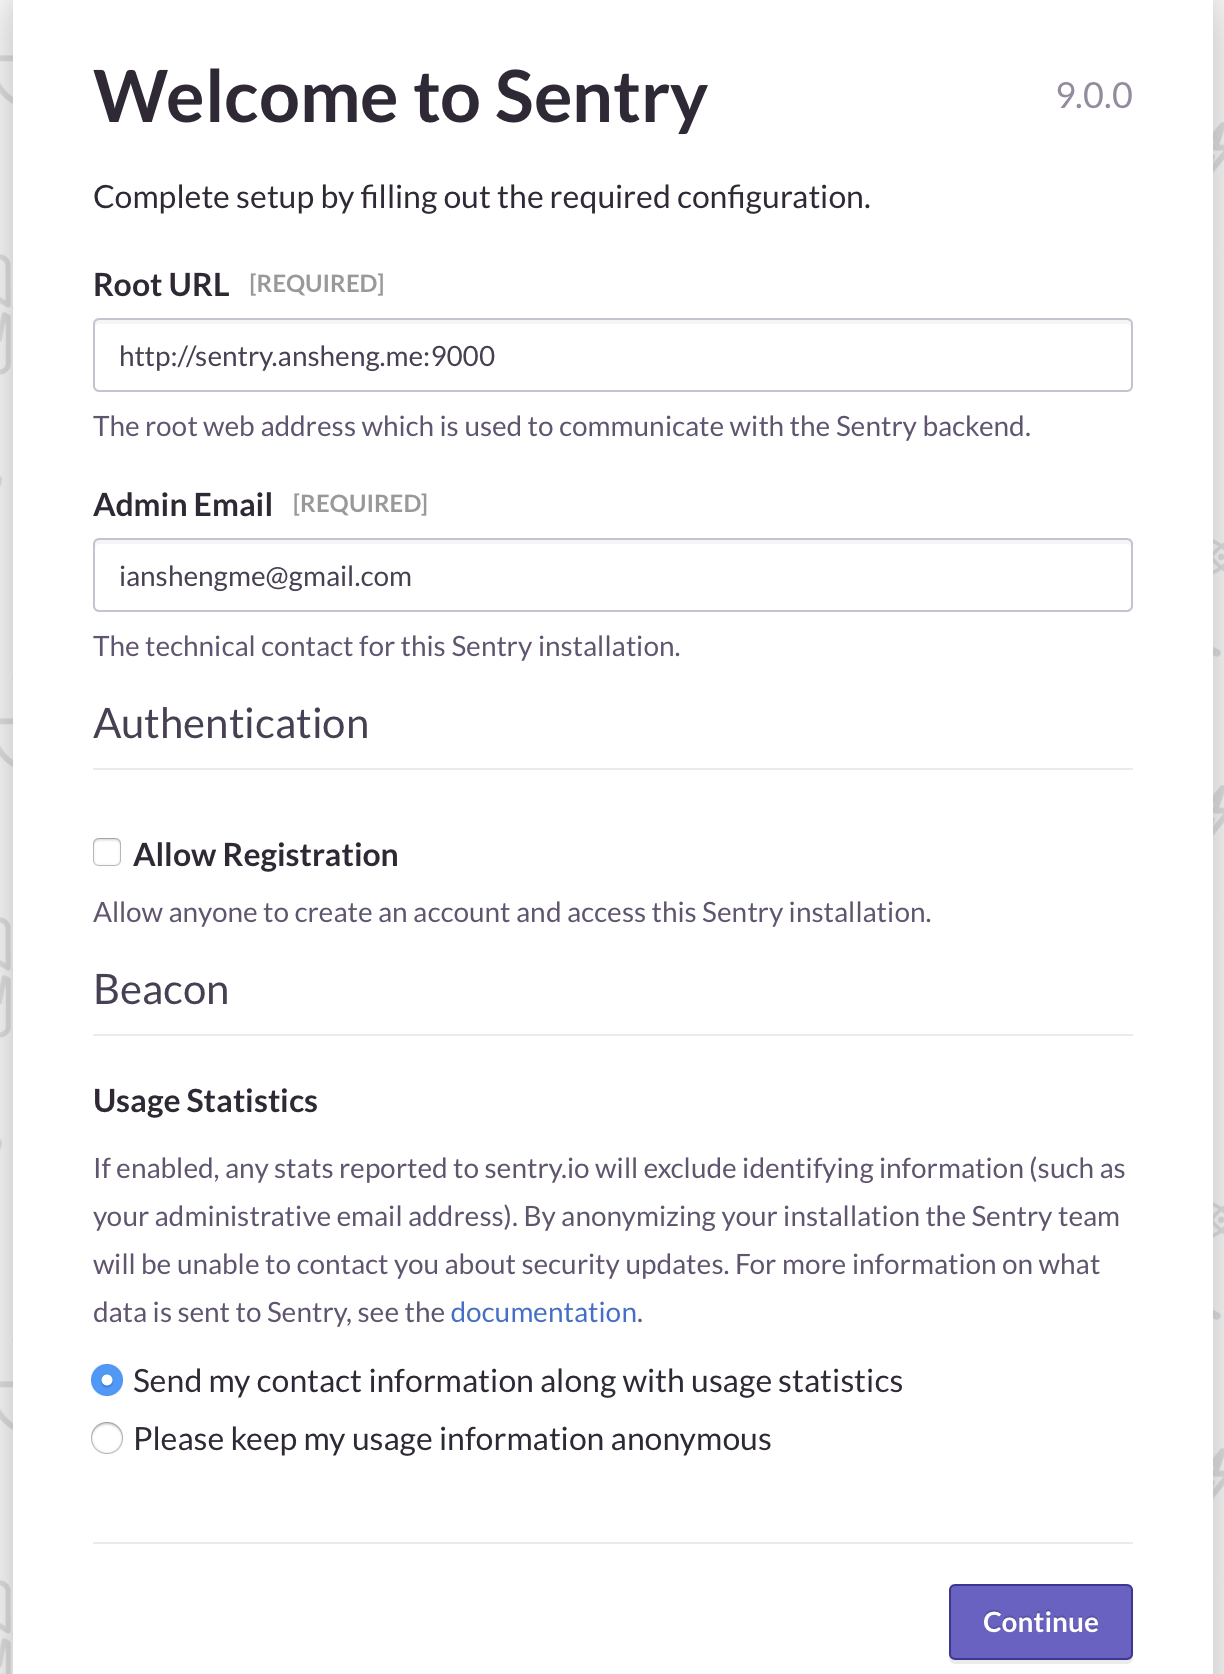 Welcome to Sentry 9.0.0
Complete setup by filling out the required configuration.
Root URL [REQUIRED]
http://sentry.ansheng.me:9000
The root web address which is used to communicate with the Sentry backend.
Admin Email [REQUIRED]
ianshengme@gmail.com
The technical contact for this Sentry installation.
Authentication
Allow Registration
Allow anyone to create an account and access this Sentry installation.
Beacon
Usage Statistics
If enabled, any stats reported to sentry.io will exclude identifying information (such as
your administrative email address). By anonymizing your installation the Sentry team
will be unable to contact you about security updates. For more information on what
data is sent to Sentry, see the documentation.
Send my contact information along with usage statistics
Please keep my usage information anonymous
Continue